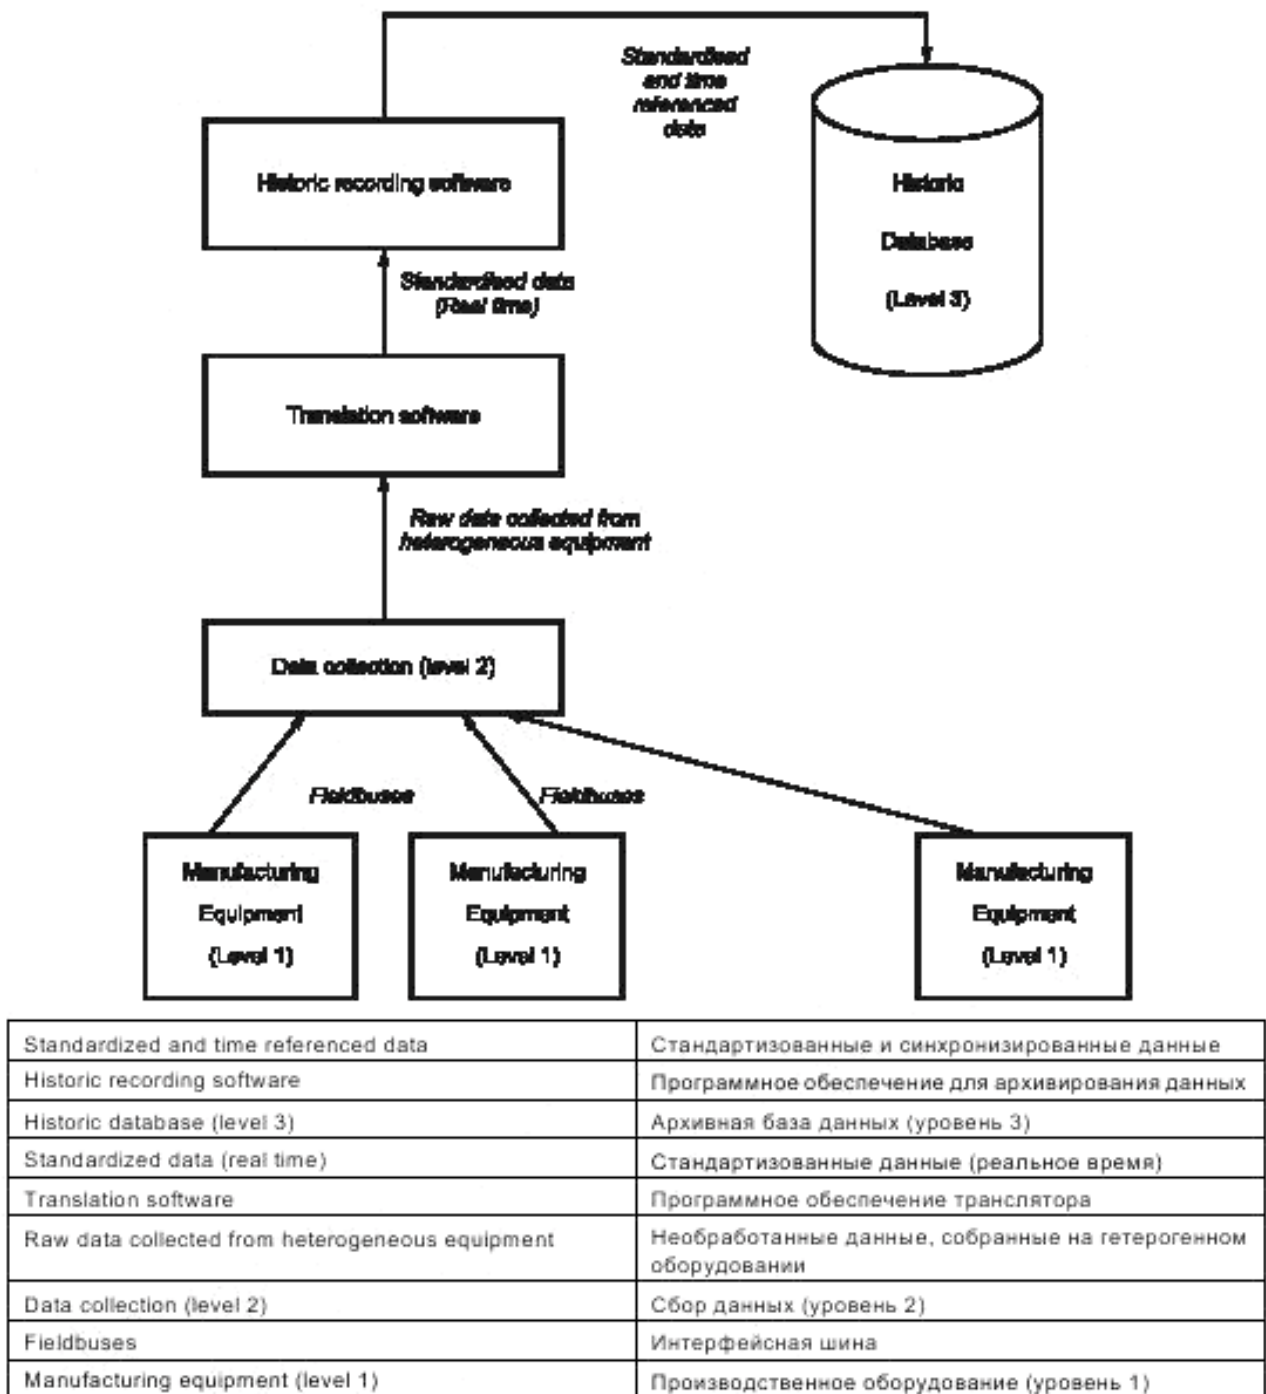 Standardised
and time
referenced
data
Historic recording software
Historic
Database
(Level 3)
Standardised data
(Real time)
Translation software
Raw data collected from
heterogeneous equipment
Data collection (level 2)
Fieldbuses
Fieldbuses
Manufacturing
Equipment
(Level 1)
Manufacturing
Equipment
(Level 1)
Manufacturing
Equipment
(Level 1)
Standardized and time referenced data
Стандартизованные и синхронизированные данные
Historic recording software
Программное обеспечение для архивирования данных
Historic database (level 3)
Архивная база данных (уровень 3)
Standardized data (real time)
Стандартизованные данные (реальное время)
Translation software
Программное обеспечение транслятора
Raw data collected from heterogeneous equipment
Необработанные данные, собранные на гетерогенном
оборудовании
Data collection (level 2)
Сбор данных (уровень 2)
Fieldbuses
Интерфейсная шина
Manufacturing equipment (level 1)
Производственное оборудование (уровень 1)